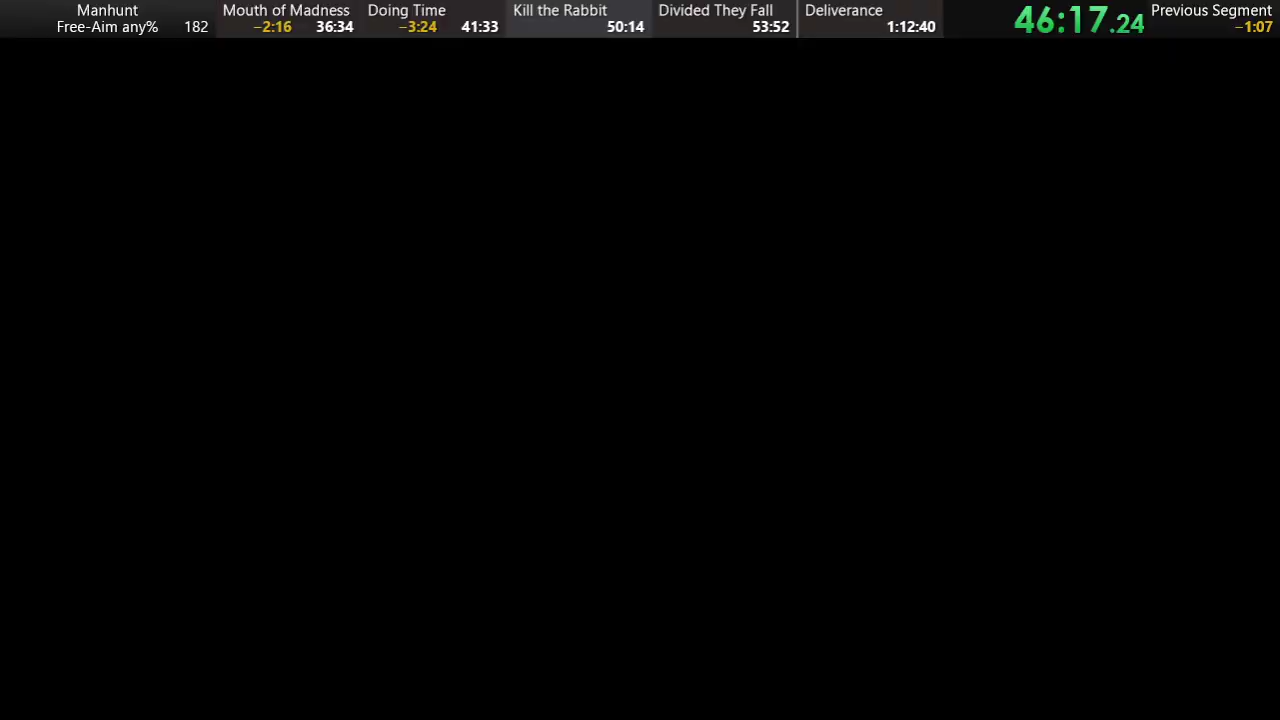 Manhunt
Free-Aim any% 182
Mouth of Madness
−2:16 36:34
Doing Time
−3:24 41:33
Kill the Rabbit
50:14
Divided They Fall
53:52
Deliverance
1:12:40
46:17.24
Previous Segment
−1:07